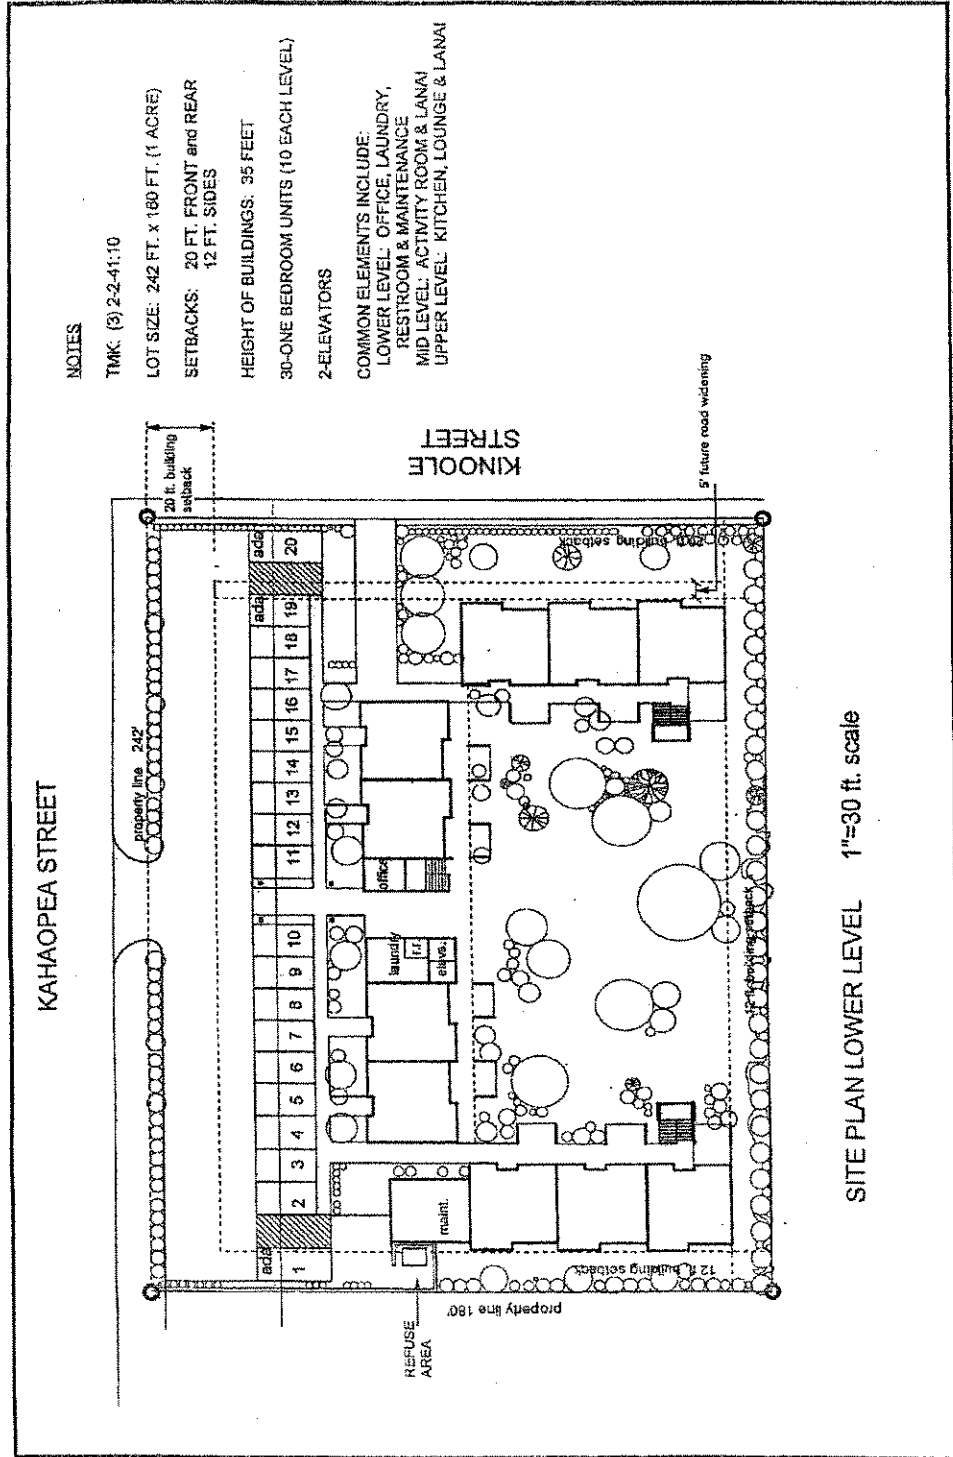 KAHAOPEA STREET
NOTES
TMK: (3) 2-2-41:10
LOT SIZE: 242 FT. x 180 FT. (1 ACRE)
SETBACKS: 20 FT. FRONT and REAR
12 FT. SIDES
HEIGHT OF BUILDINGS: 35 FEET
30-ONE BEDROOM UNITS (10 EACH LEVEL)
2-ELEVATORS
COMMON ELEMENTS INCLUDE:
LOWER LEVEL: OFFICE, LAUNDRY,
RESTROOM & MAINTENANCE
MID LEVEL: ACTIVITY ROOM & LANAI
UPPER LEVEL: KITCHEN, LOUNGE & LANAI
property line 242'
20 ft. building
setback
ada
ada
ada
1
2
3
4
5
6
7
8
9
10
11
12
13
14
15
16
17
18
19
20
KINOOLE
STREET
office
laundry
r.r.
elev.
maint.
REFUSE
AREA
property line 180'
12 ft. building setback
12 ft. building setback
building setback
5' future road widening
SITE PLAN LOWER LEVEL 1"=30 ft. scale